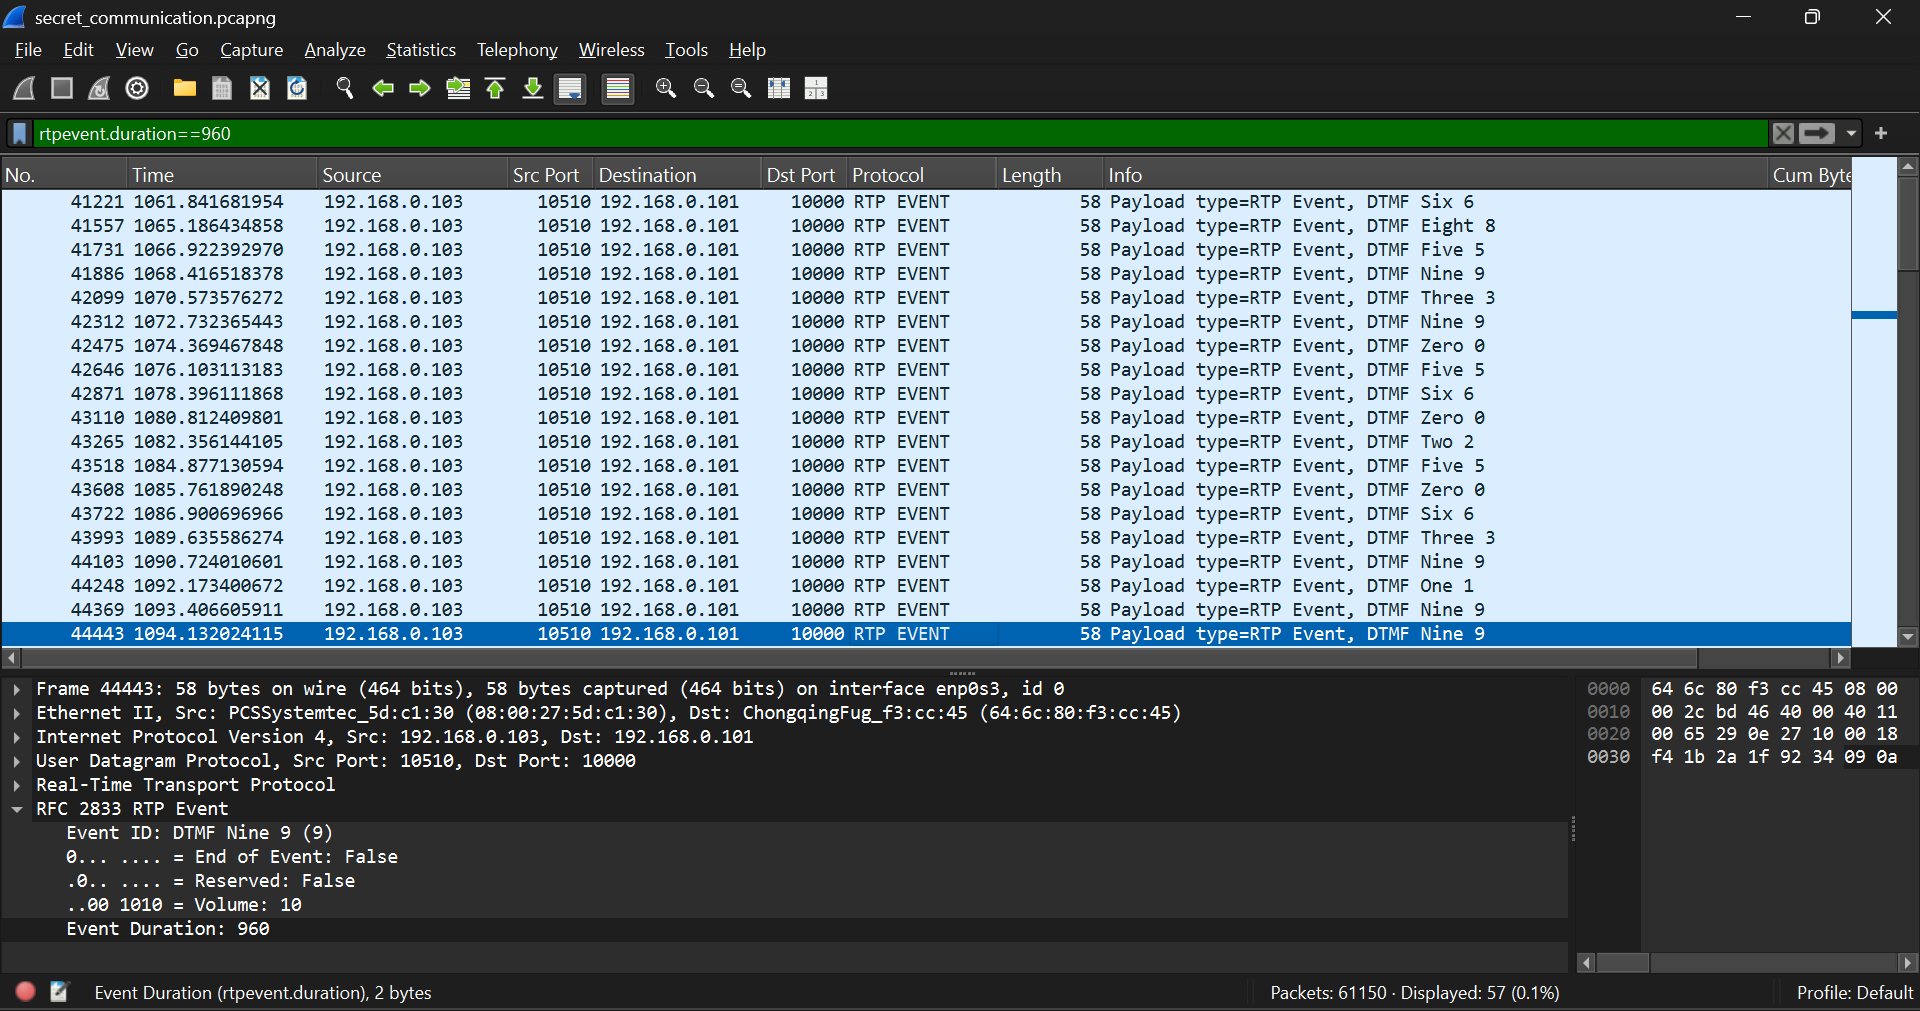 secret_communication.pcapng
File Edit View Go Capture Analyze Statistics Telephony Wireless Tools Help
rtpevent.duration==960
No. Time Source Src Port Destination Dst Port Protocol Length Info Cum Byte
41221 1061.841681954 192.168.0.103 10510 192.168.0.101 10000 RTP EVENT 58 Payload type=RTP Event, DTMF Six 6
41557 1065.186434858 192.168.0.103 10510 192.168.0.101 10000 RTP EVENT 58 Payload type=RTP Event, DTMF Eight 8
41731 1066.922392970 192.168.0.103 10510 192.168.0.101 10000 RTP EVENT 58 Payload type=RTP Event, DTMF Five 5
41886 1068.416518378 192.168.0.103 10510 192.168.0.101 10000 RTP EVENT 58 Payload type=RTP Event, DTMF Nine 9
42099 1070.573576272 192.168.0.103 10510 192.168.0.101 10000 RTP EVENT 58 Payload type=RTP Event, DTMF Three 3
42312 1072.732365443 192.168.0.103 10510 192.168.0.101 10000 RTP EVENT 58 Payload type=RTP Event, DTMF Nine 9
42475 1074.369467848 192.168.0.103 10510 192.168.0.101 10000 RTP EVENT 58 Payload type=RTP Event, DTMF Zero 0
42646 1076.103113183 192.168.0.103 10510 192.168.0.101 10000 RTP EVENT 58 Payload type=RTP Event, DTMF Five 5
42871 1078.396111868 192.168.0.103 10510 192.168.0.101 10000 RTP EVENT 58 Payload type=RTP Event, DTMF Six 6
43110 1080.812409801 192.168.0.103 10510 192.168.0.101 10000 RTP EVENT 58 Payload type=RTP Event, DTMF Zero 0
43265 1082.356144105 192.168.0.103 10510 192.168.0.101 10000 RTP EVENT 58 Payload type=RTP Event, DTMF Two 2
43518 1084.877130594 192.168.0.103 10510 192.168.0.101 10000 RTP EVENT 58 Payload type=RTP Event, DTMF Five 5
43608 1085.761890248 192.168.0.103 10510 192.168.0.101 10000 RTP EVENT 58 Payload type=RTP Event, DTMF Zero 0
43722 1086.900696966 192.168.0.103 10510 192.168.0.101 10000 RTP EVENT 58 Payload type=RTP Event, DTMF Six 6
43993 1089.635586274 192.168.0.103 10510 192.168.0.101 10000 RTP EVENT 58 Payload type=RTP Event, DTMF Three 3
44103 1090.724010601 192.168.0.103 10510 192.168.0.101 10000 RTP EVENT 58 Payload type=RTP Event, DTMF Nine 9
44248 1092.173400672 192.168.0.103 10510 192.168.0.101 10000 RTP EVENT 58 Payload type=RTP Event, DTMF One 1
44369 1093.406605911 192.168.0.103 10510 192.168.0.101 10000 RTP EVENT 58 Payload type=RTP Event, DTMF Nine 9
44443 1094.132024115 192.168.0.103 10510 192.168.0.101 10000 RTP EVENT 58 Payload type=RTP Event, DTMF Nine 9
Frame 44443: 58 bytes on wire (464 bits), 58 bytes captured (464 bits) on interface enp0s3, id 0
Ethernet II, Src: PCSSystemtec_5d:c1:30 (08:00:27:5d:c1:30), Dst: ChongqingFug_f3:cc:45 (64:6c:80:f3:cc:45)
Internet Protocol Version 4, Src: 192.168.0.103, Dst: 192.168.0.101
User Datagram Protocol, Src Port: 10510, Dst Port: 10000
Real-Time Transport Protocol
RFC 2833 RTP Event
Event ID: DTMF Nine 9 (9)
0... .... = End of Event: False
.0.. .... = Reserved: False
..00 1010 = Volume: 10
Event Duration: 960
0000 64 6c 80 f3 cc 45 08 00
0010 00 2c bd 46 40 00 40 11
0020 00 65 29 0e 27 10 00 18
0030 f4 1b 2a 1f 92 34 09 0a
Event Duration (rtpevent.duration), 2 bytes
Packets: 61150 · Displayed: 57 (0.1%)
Profile: Default